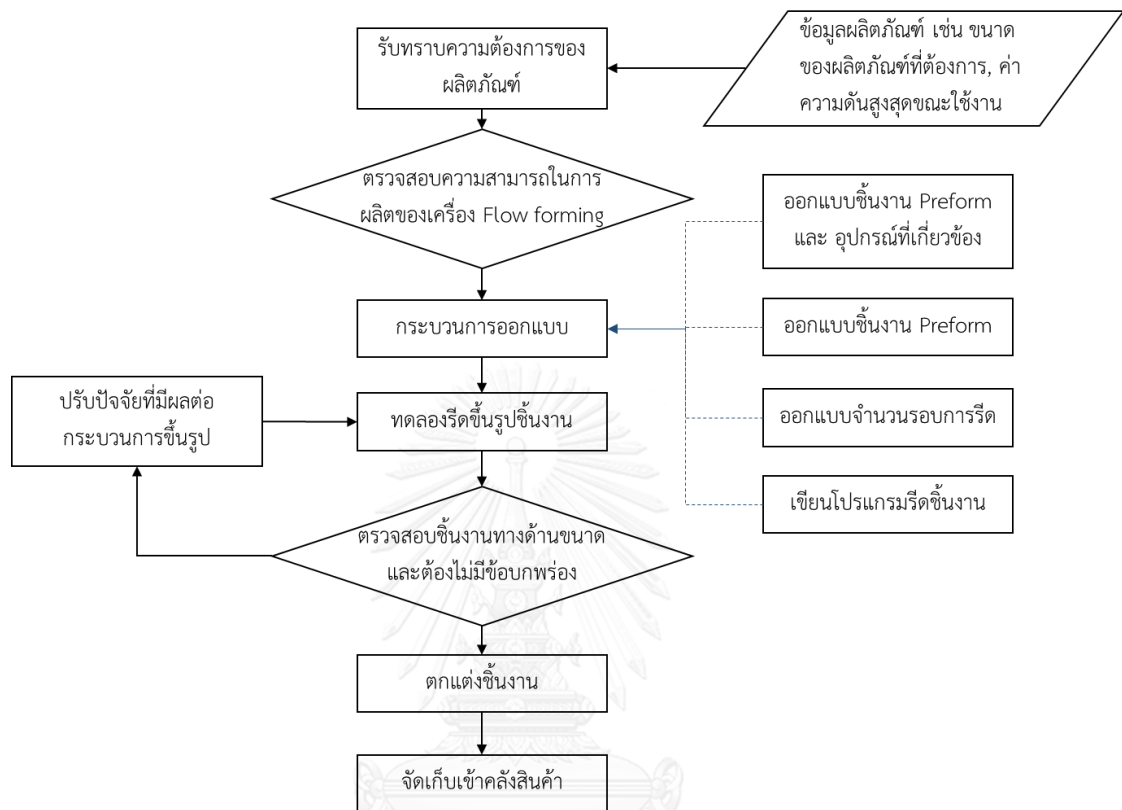 รับทราบความต้องการของ
ผลิตภัณฑ์
ข้อมูลผลิตภัณฑ์ เช่น ขนาด
ของผลิตภัณฑ์ที่ต้องการ, ค่า
ความดันสูงสุดขณะใช้งาน
ตรวจสอบความสามารถในการ
ผลิตของเครื่อง Flow forming
ออกแบบชิ้นงาน Preform
และ อุปกรณ์ที่เกี่ยวข้อง
กระบวนการออกแบบ
ออกแบบชิ้นงาน Preform
ปรับปัจจัยที่มีผลต่อ
กระบวนการขึ้นรูป
ทดลองรีดขึ้นรูปชิ้นงาน
ออกแบบจำนวนรอบการรีด
เขียนโปรแกรมรีดชิ้นงาน
ตรวจสอบชิ้นงานทางด้านขนาด
และต้องไม่มีข้อบกพร่อง
ตกแต่งชิ้นงาน
จัดเก็บเข้าคลังสินค้า